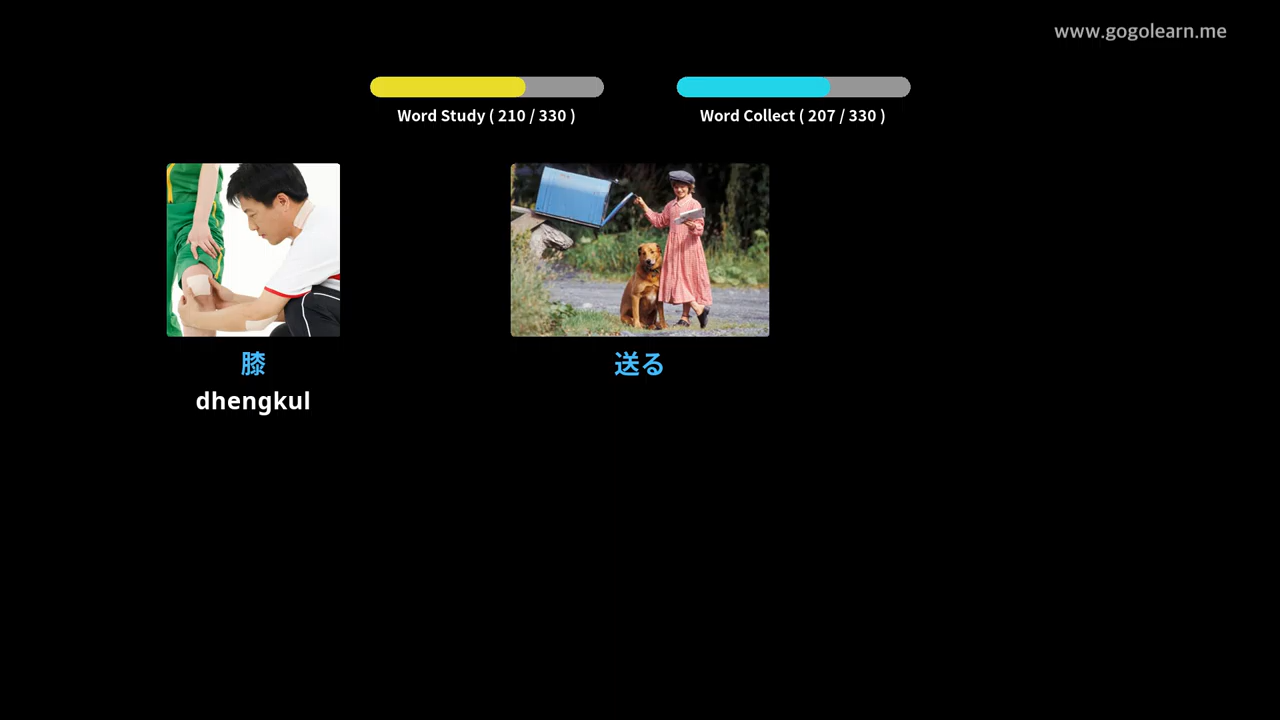 www.gogolearn.me
Word Study ( 210 / 330 )
Word Collect ( 207 / 330 )
膝
dhengkul
送る